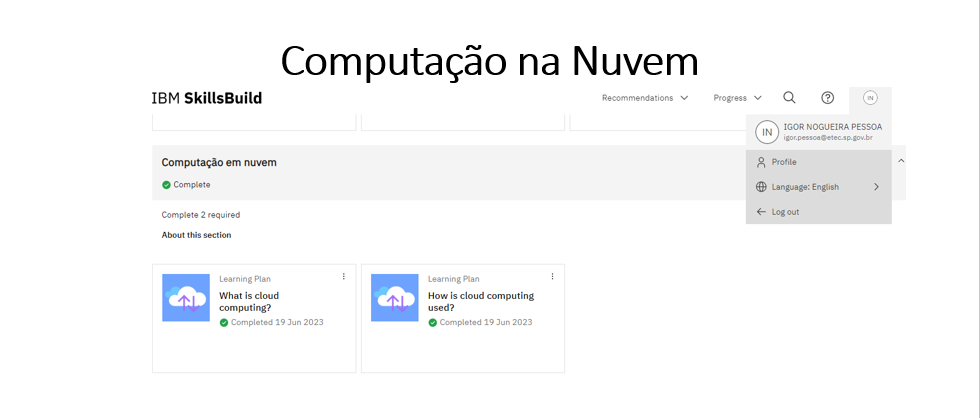 Computação na Nuvem
IBM SkillsBuild
Recommendations
Progress
IN
IN
IGOR NOGUEIRA PESSOA
igor.pessoa@etec.sp.gov.br
Profile
Language: English
Log out
Computação em nuvem
Complete
Complete 2 required
About this section
Learning Plan
What is cloud
computing?
Completed 19 Jun 2023
Learning Plan
How is cloud computing
used?
Completed 19 Jun 2023